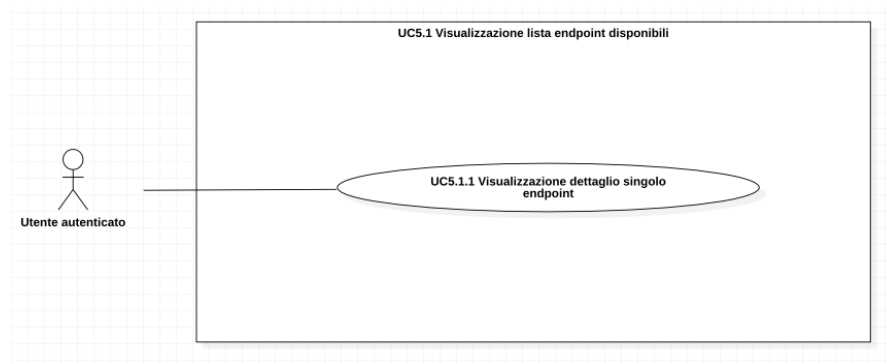 UC5.1 Visualizzazione lista endpoint disponibili
UC5.1.1 Visualizzazione dettaglio singolo
endpoint
Utente autenticato